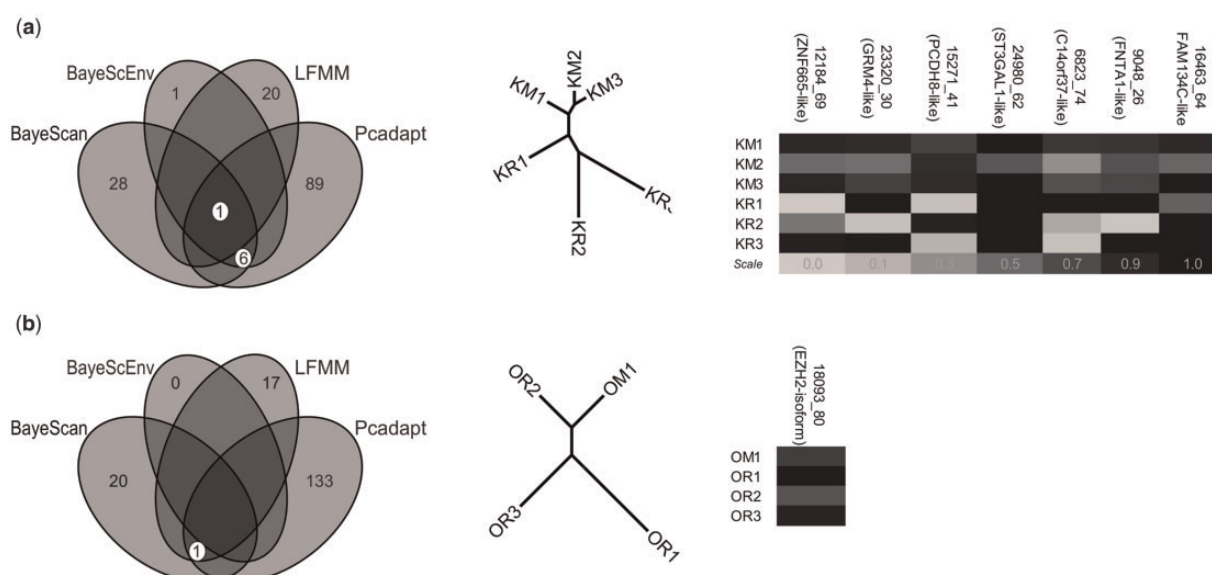 (a)
BayeScEnv
LFMM
BayeScan
Pcadapt
1
20
28
89
1
6
KM1
KM2
KM3
KR1
KR2
12184_69
(ZNF665-like)
23320_30
(GRM4-like)
15271_41
(PCDH8-like)
24980_62
(ST3GAL1-like)
6823_74
(C14orf37-like)
9048_26
(FNTA1-like)
16463_64
FAM134C-like
KM1
KM2
KM3
KR1
KR2
KR3
Scale 0.0 0.1 0.5 0.7 0.9 1.0
(b)
BayeScEnv
LFMM
BayeScan
Pcadapt
0
17
20
133
1
OR2
OM1
OR3
OR1
18093_80
(EZH2-isoform)
OM1
OR1
OR2
OR3